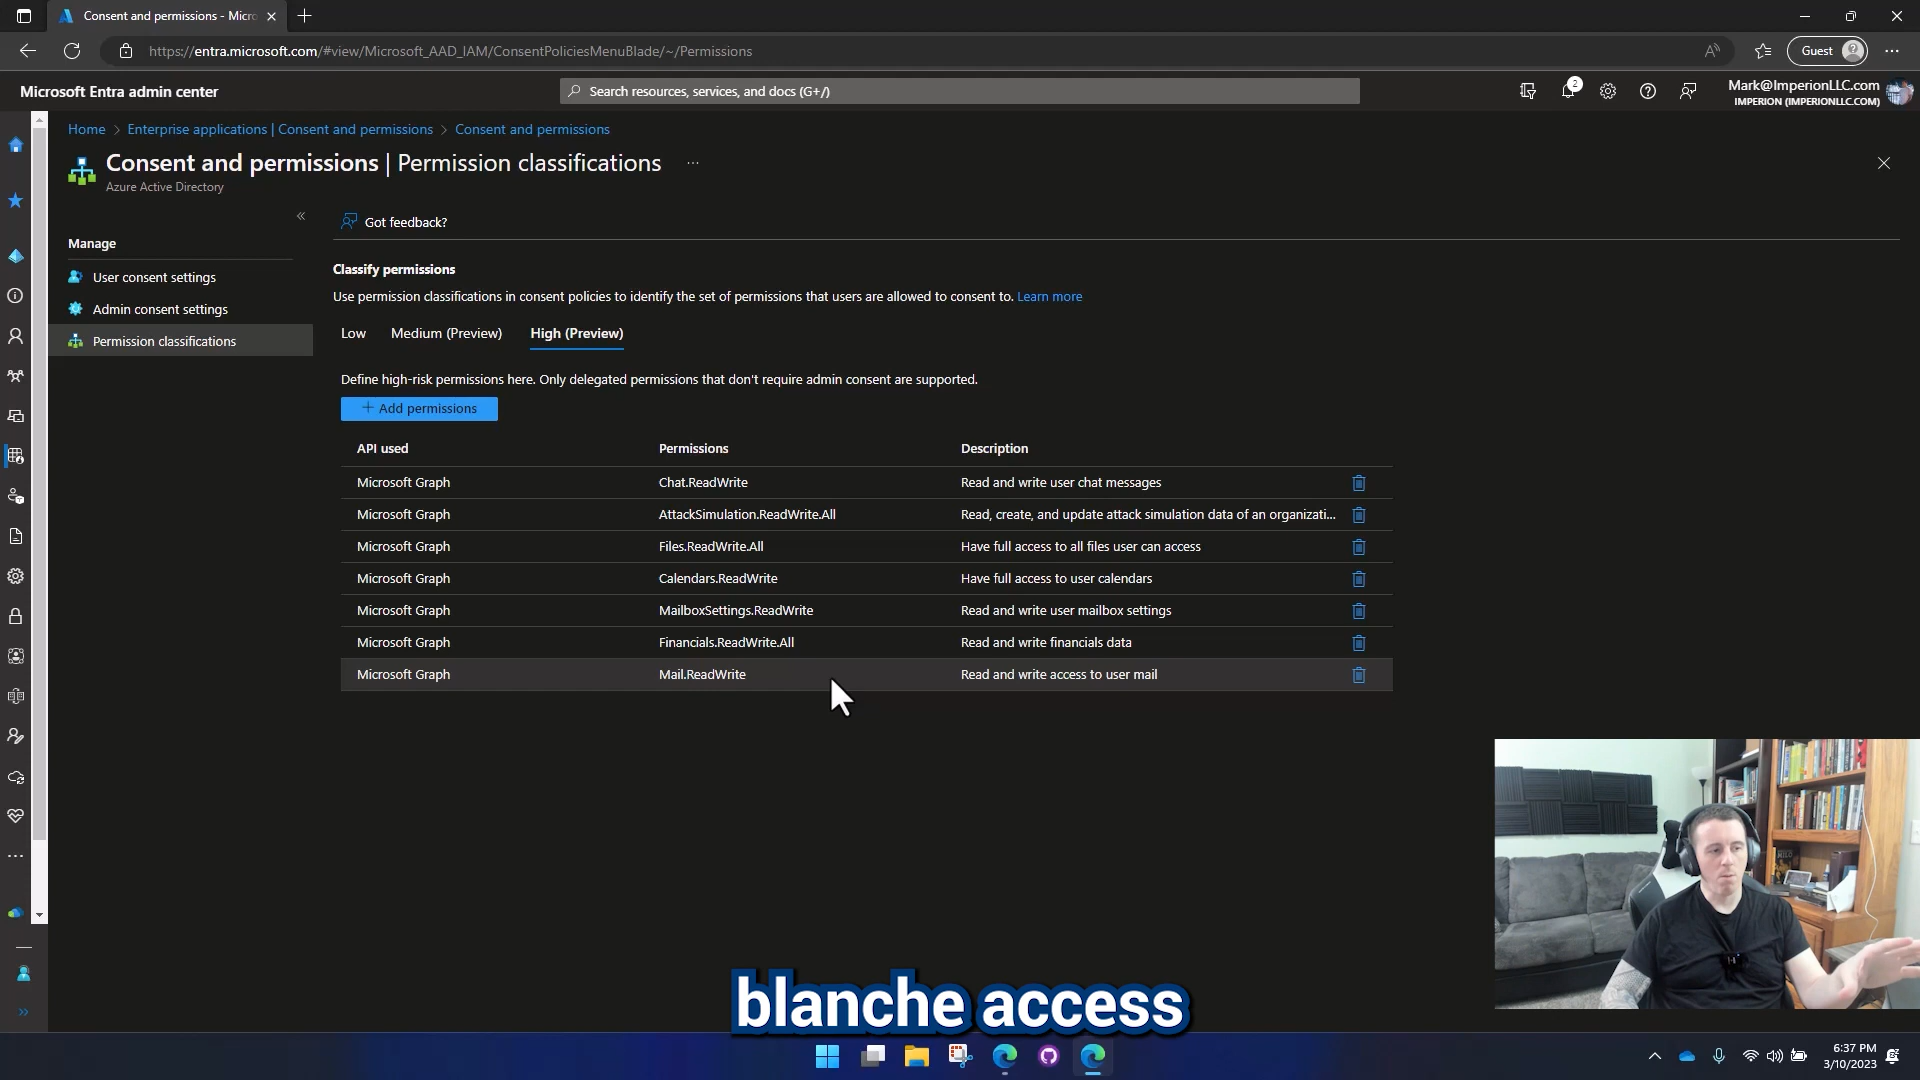 Consent and permissions - Micro
https://entra.microsoft.com/#view/Microsoft_AAD_IAM/ConsentPoliciesMenuBlade/~/Permissions
Guest
Microsoft Entra admin center
Search resources, services, and docs (G+/)
2
Mark@ImperionLLC.com
IMPERION (IMPERIONLLC.COM)
Home > Enterprise applications | Consent and permissions > Consent and permissions
Consent and permissions | Permission classifications
Azure Active Directory
Got feedback?
Manage
User consent settings
Admin consent settings
Permission classifications
Classify permissions
Use permission classifications in consent policies to identify the set of permissions that users are allowed to consent to. Learn more
Low Medium (Preview) High (Preview)
Define high-risk permissions here. Only delegated permissions that don't require admin consent are supported.
+ Add permissions
API used Permissions Description
Microsoft Graph Chat.ReadWrite Read and write user chat messages
Microsoft Graph AttackSimulation.ReadWrite.All Read, create, and update attack simulation data of an organizati...
Microsoft Graph Files.ReadWrite.All Have full access to all files user can access
Microsoft Graph Calendars.ReadWrite Have full access to user calendars
Microsoft Graph MailboxSettings.ReadWrite Read and write user mailbox settings
Microsoft Graph Financials.ReadWrite.All Read and write financials data
Microsoft Graph Mail.ReadWrite Read and write access to user mail
blanche access
6:37 PM
3/10/2023